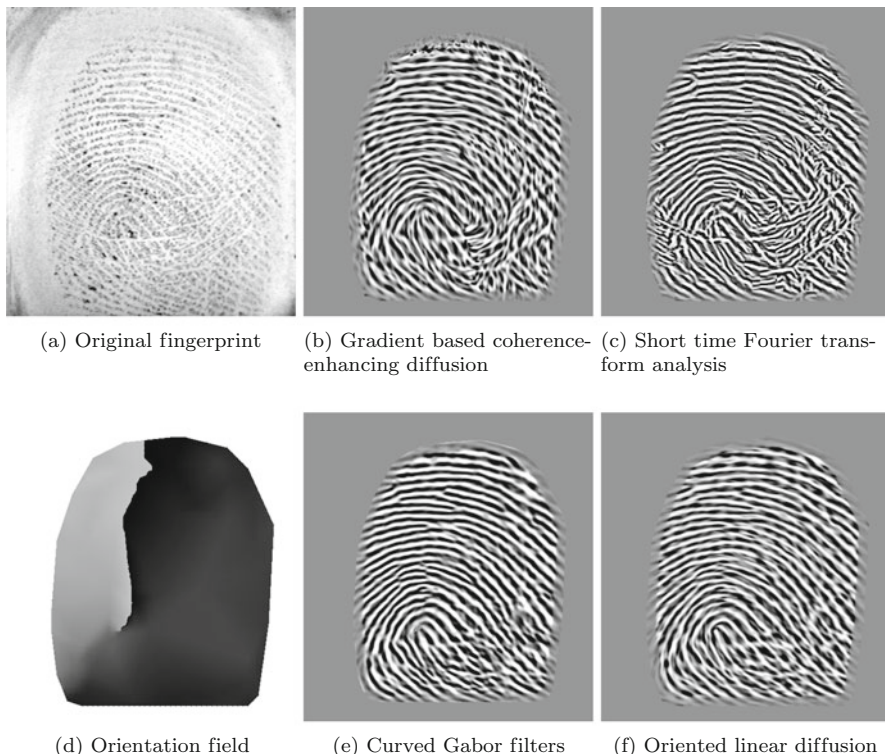 (a) Original fingerprint
(b) Gradient based coherence-
enhancing diffusion
(c) Short time Fourier trans-
form analysis
(d) Orientation field
(e) Curved Gabor filters
(f) Oriented linear diffusion